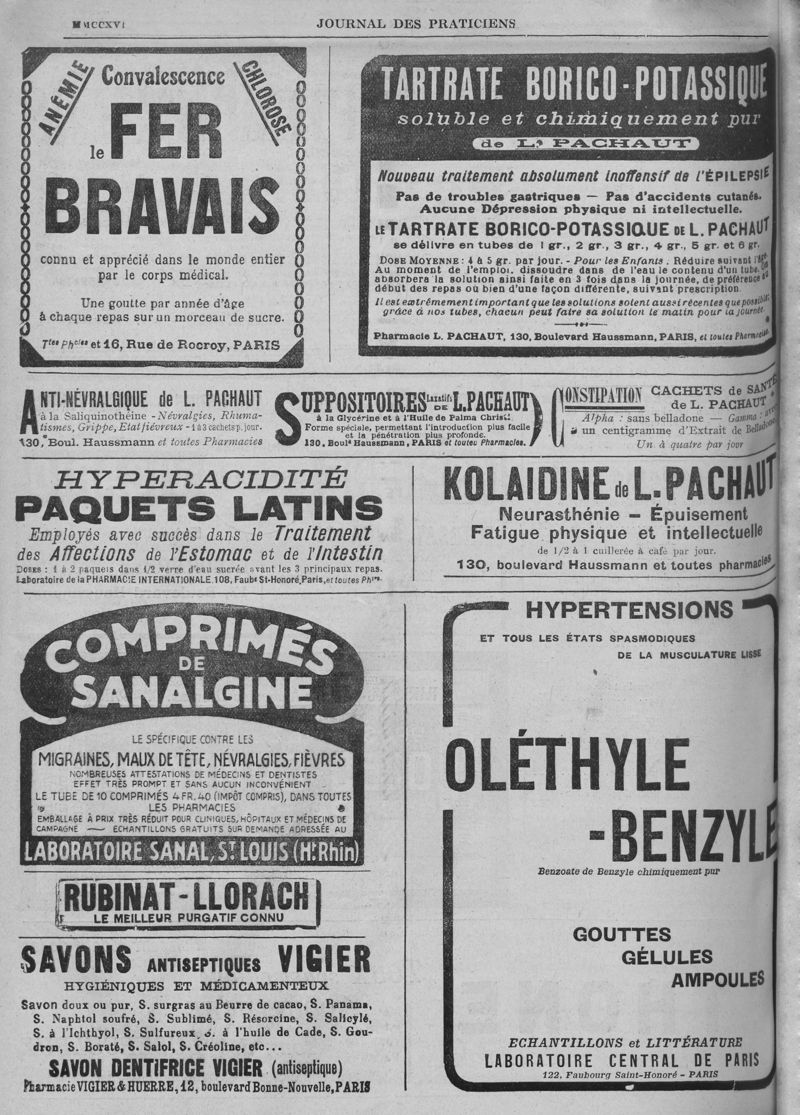 MMCCXVI
JOURNAL DES PRATICIENS
ANÉMIE
Convalescence
CHLOROSE
le FER
BRAVAIS
connu et apprécié dans le monde entier
par le corps médical.
Une goutte par année d'âge
à chaque repas sur un morceau de sucre.
Ttes Phcies et 16, Rue de Rocroy, PARIS
TARTRATE BORICO-POTASSIQUE
soluble et chimiquement pur
de L. PACHAUT
Nouveau traitement absolument inoffensif de l'ÉPILEPSIE
Pas de troubles gastriques — Pas d'accidents cutanés.
Aucune Dépression physique ni intellectuelle.
LE TARTRATE BORICO-POTASSIQUE DE L. PACHAUT
se délivre en tubes de 1 gr., 2 gr., 3 gr., 4 gr., 5 gr. et 6 gr.
DOSE MOYENNE : 4 à 5 gr. par jour. - Pour les Enfants. Réduire suivant l'âge
Au moment de l'emploi, dissoudre dans de l'eau le contenu d'un tube,
absorbera la solution ainsi faite en 3 fois dans la journée, de préférence
début des repas ou bien d'une façon différente, suivant prescription.
Il est extrêmement important que les solutions soient aussi récentes que possible
grâce à nos tubes, chacun peut faire sa solution le matin pour la journée.
Pharmacie L. PACHAUT, 130, Boulevard Haussmann, PARIS, et toutes Pharmacies
ANTI-NÉVRALGIQUE de L. PACHAUT
à la Saliquinothéine - Névralgies, Rhuma-
tismes, Grippe, Etat fiévreux - 1 à 3 cachets p. jour.
130, Boul. Haussmann et toutes Pharmacies
SUPPOSITOIRES Laxatifs DE L. PACHAUT
à la Glycérine et à l'Huile de Palma Christi.
Forme spéciale, permettant l'introduction plus facile
et la pénétration plus profonde.
130, Boulᵈ Haussmann, PARIS et toutes Pharmacies.
CONSTIPATION CACHETS de SANTÉ
de L. PACHAUT
Alpha : sans belladone — Gamma : avec
un centigramme d'Extrait de Belladone
Un à quatre par jour
HYPERACIDITÉ
PAQUETS LATINS
Employés avec succès dans le Traitement
des Affections de l'Estomac et de l'Intestin
DOSES : 1 à 2 paquets dans 1/2 verre d'eau sucrée avant les 3 principaux repas.
Laboratoire de la PHARMACIE INTERNATIONALE, 108, Faubᵍ St-Honoré, Paris, et toutes Phies.
KOLAIDINE de L. PACHAUT
Neurasthénie — Épuisement
Fatigue physique et intellectuelle
de 1/2 à 1 cuillerée à café par jour.
130, boulevard Haussmann et toutes pharmacies
COMPRIMÉS
DE
SANALGINE
LE SPÉCIFIQUE CONTRE LES
MIGRAINES, MAUX DE TÊTE, NÉVRALGIES, FIÈVRES
NOMBREUSES ATTESTATIONS DE MÉDECINS ET DENTISTES
EFFET TRÈS PROMPT ET SANS AUCUN INCONVÉNIENT
LE TUBE DE 10 COMPRIMÉS 4 FR. 40 (IMPÔT COMPRIS), DANS TOUTES
LES PHARMACIES
EMBALLAGE À PRIX TRÈS RÉDUIT POUR CLINIQUES, HÔPITAUX ET MÉDECINS DE
CAMPAGNE — ÉCHANTILLONS GRATUITS SUR DEMANDE ADRESSÉE AU
LABORATOIRE SANAL, St LOUIS (Ht Rhin)
RUBINAT-LLORACH
LE MEILLEUR PURGATIF CONNU
SAVONS ANTISEPTIQUES VIGIER
HYGIÉNIQUES ET MÉDICAMENTEUX
Savon doux ou pur, S. surgras au Beurre de cacao, S. Panama,
S. Naphtol soufré, S. Sublimé, S. Résorcine, S. Salicylé,
S. à l'Ichthyol, S. Sulfureux, S. à l'huile de Cade, S. Gou-
dron, S. Boraté, S. Salol, S. Créoline, etc...
SAVON DENTIFRICE VIGIER (antiseptique)
Pharmacie VIGIER & HUERRE, 12, boulevard Bonne-Nouvelle, PARIS
HYPERTENSIONS
ET TOUS LES ÉTATS SPASMODIQUES
DE LA MUSCULATURE LISSE
OLÉTHYLE
-BENZYLE
Benzoate de Benzyle chimiquement pur
GOUTTES
GÉLULES
AMPOULES
ECHANTILLONS et LITTÉRATURE
LABORATOIRE CENTRAL DE PARIS
122, Faubourg Saint-Honoré - PARIS